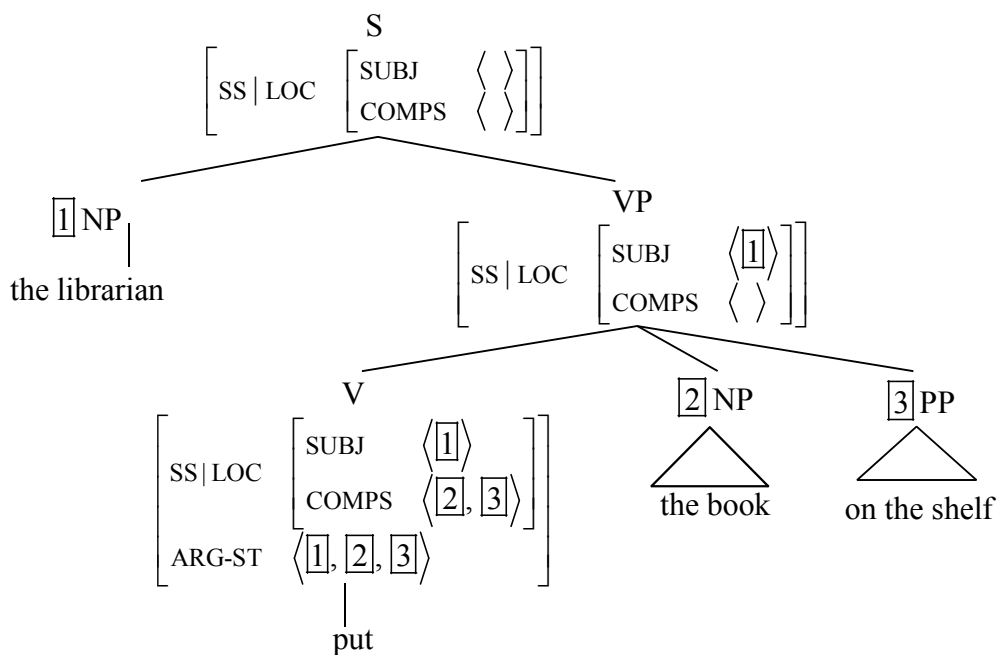 S
SS | LOC
SUBJ ⟨ ⟩
COMPS ⟨ ⟩
1 NP
the librarian
VP
SS | LOC
SUBJ ⟨1⟩
COMPS ⟨ ⟩
V
SS | LOC
SUBJ ⟨1⟩
COMPS ⟨2, 3⟩
ARG-ST ⟨1, 2, 3⟩
put
2 NP
the book
3 PP
on the shelf